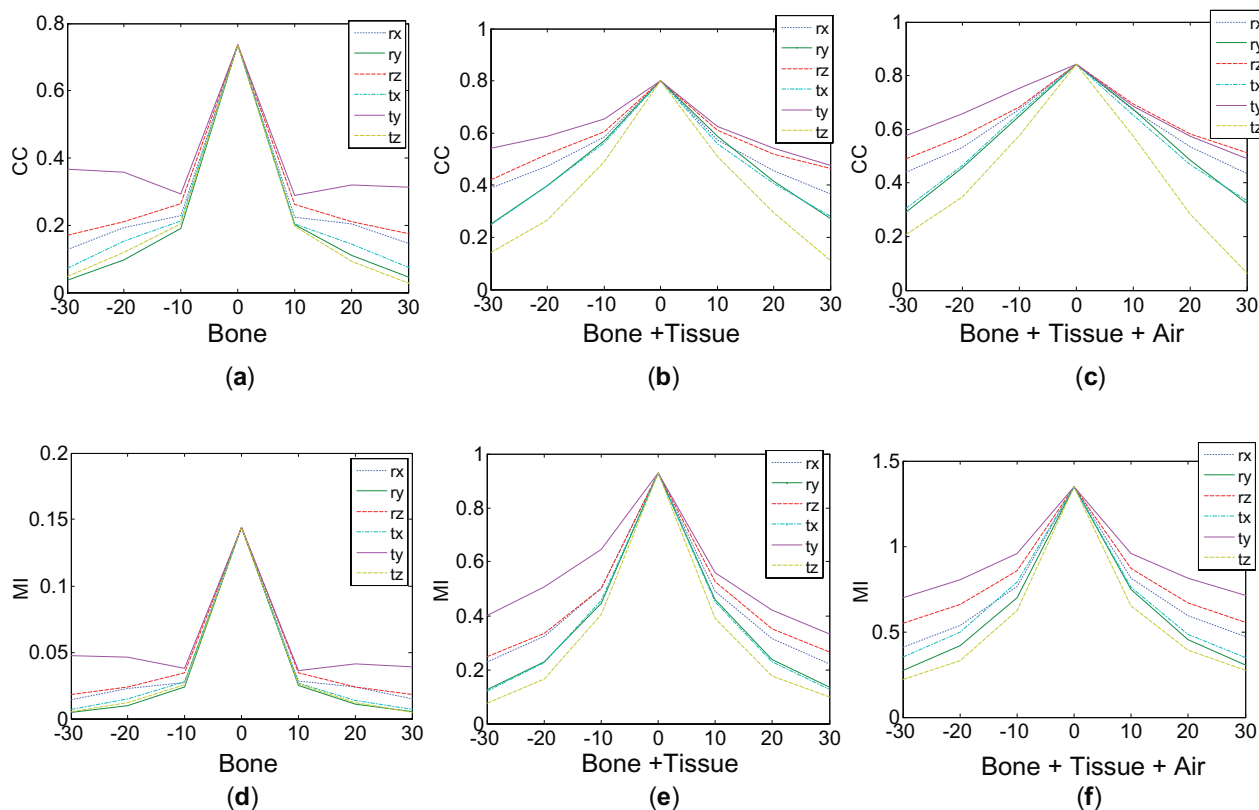 0.8
0.6
0.4
0.2
0
CC
-30 -20 -10 0 10 20 30
Bone
rx
ry
rz
tx
ty
tz
(a)
1
0.8
0.6
0.4
0.2
0
CC
-30 -20 -10 0 10 20 30
Bone +Tissue
rx
ry
rz
tx
ty
tz
(b)
1
0.8
0.6
0.4
0.2
0
CC
-30 -20 -10 0 10 20 30
Bone + Tissue + Air
rx
ry
rz
tx
ty
tz
(c)
0.2
0.15
0.1
0.05
0
MI
-30 -20 -10 0 10 20 30
Bone
rx
ry
rz
tx
ty
tz
(d)
1
0.8
0.6
0.4
0.2
0
MI
-30 -20 -10 0 10 20 30
Bone +Tissue
rx
ry
rz
tx
ty
tz
(e)
1.5
1
0.5
0
MI
-30 -20 -10 0 10 20 30
Bone + Tissue + Air
rx
ry
rz
tx
ty
tz
(f)